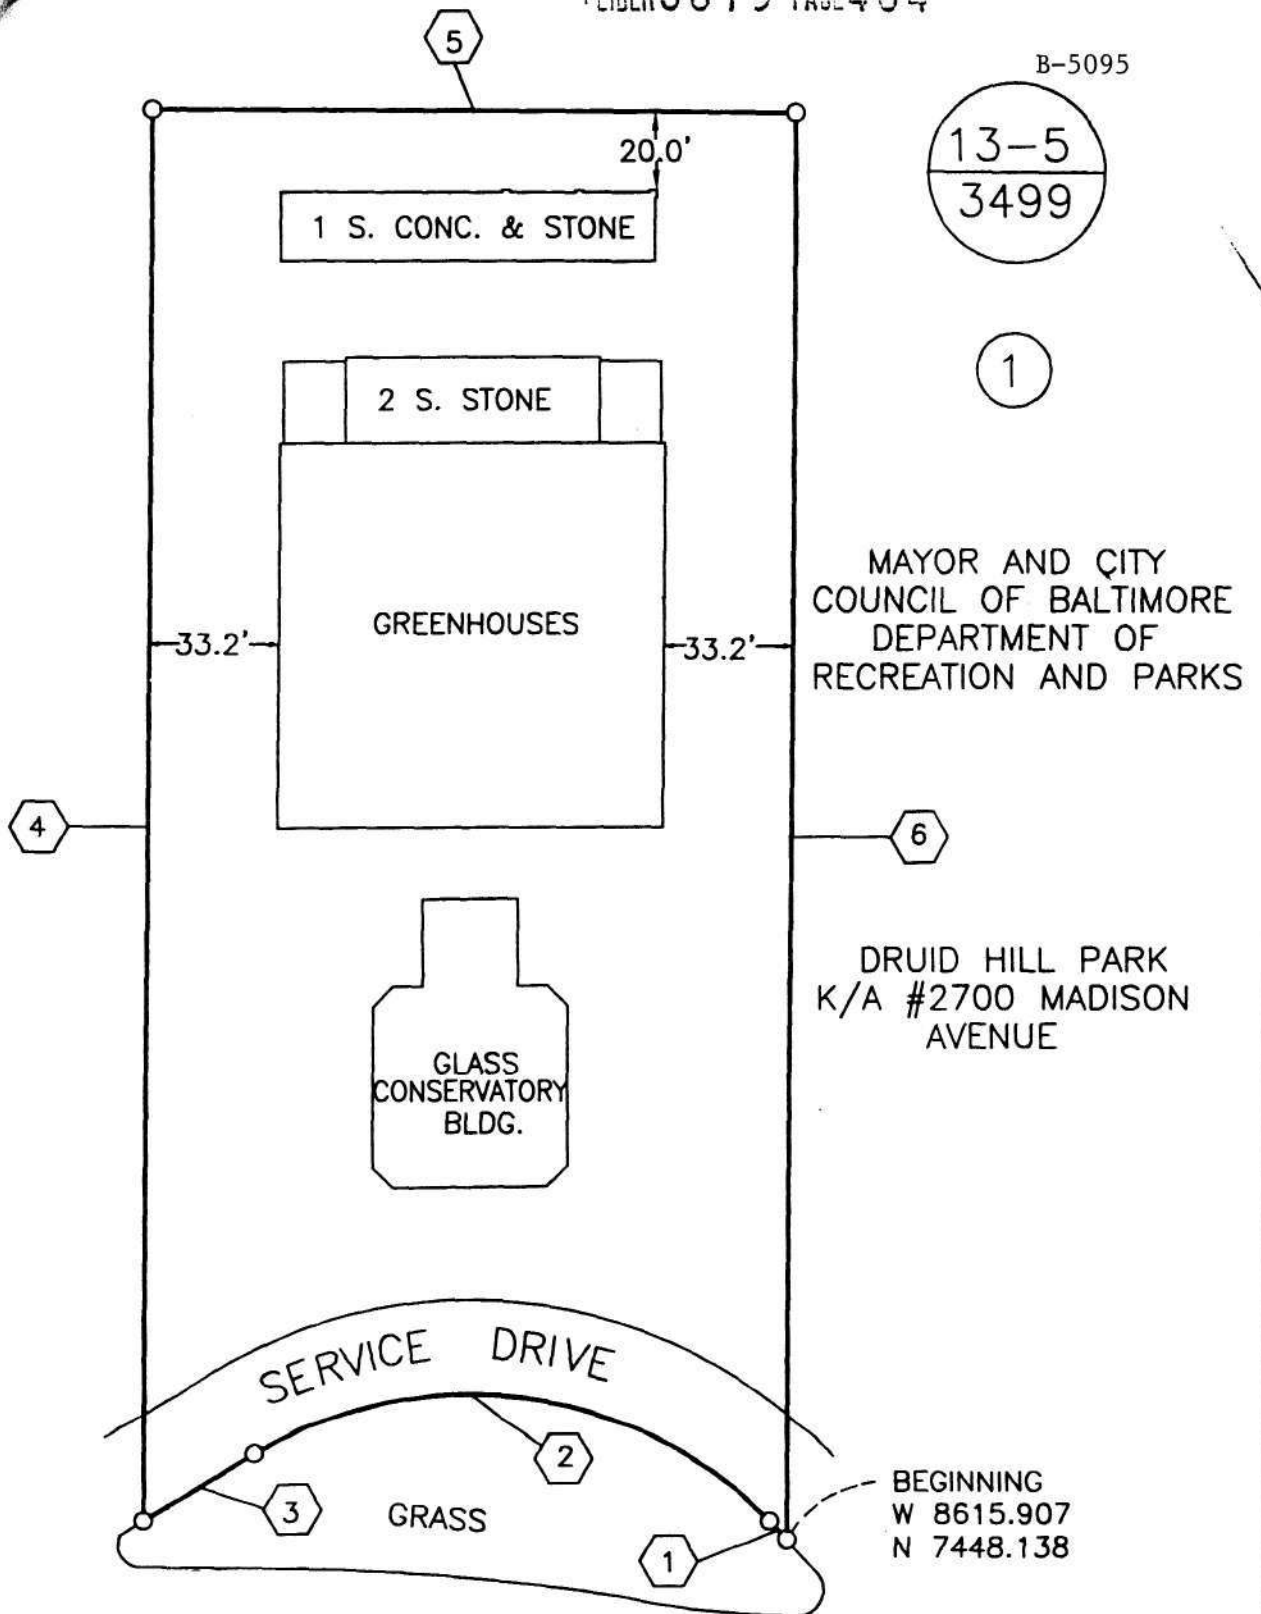 B-5095
5
13-5
3499
20.0'
1 S. CONC. & STONE
1
2 S. STONE
MAYOR AND CITY
COUNCIL OF BALTIMORE
DEPARTMENT OF
RECREATION AND PARKS
GREENHOUSES
33.2'
33.2'
4
6
DRUID HILL PARK
K/A #2700 MADISON
AVENUE
GLASS
CONSERVATORY
BLDG.
SERVICE DRIVE
2
3
GRASS
1
BEGINNING
W 8615.907
N 7448.138